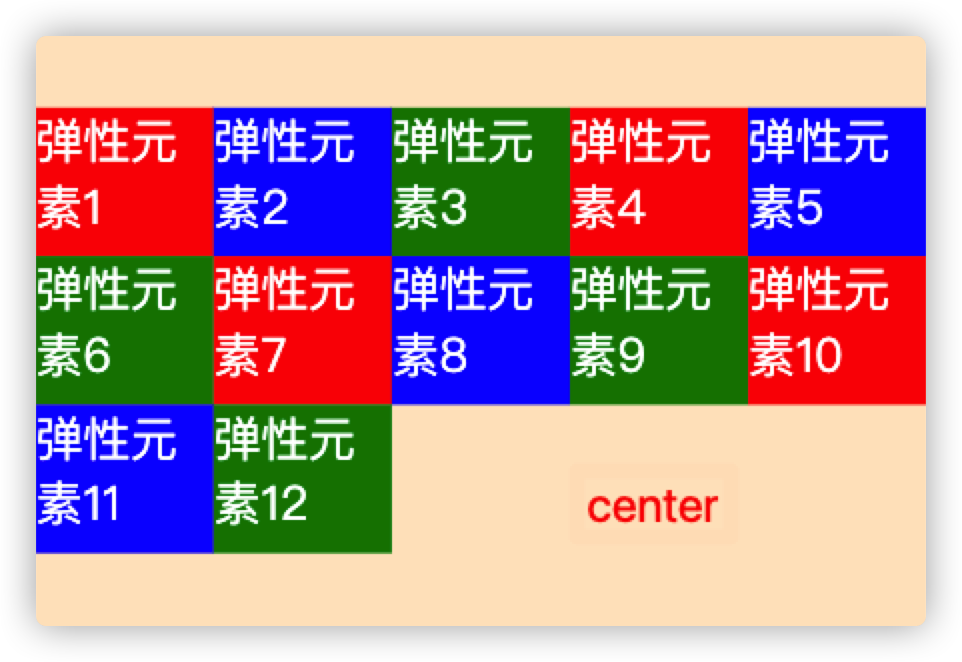 弹性元
素1
弹性元
素2
弹性元
素3
弹性元
素4
弹性元
素5
弹性元
素6
弹性元
素7
弹性元
素8
弹性元
素9
弹性元
素10
弹性元
素11
弹性元
素12
center